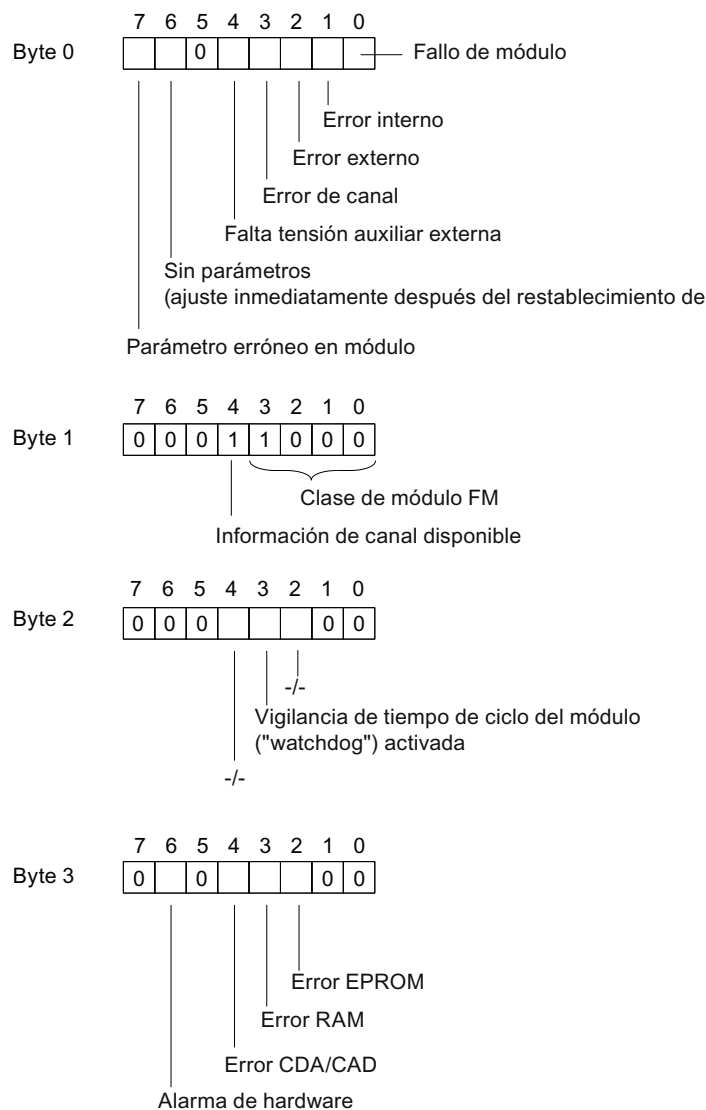 7 6 5 4 3 2 1 0
Byte 0 0 Fallo de módulo
Error interno
Error externo
Error de canal
Falta tensión auxiliar externa
Sin parámetros
(ajuste inmediatamente después del restablecimiento de
Parámetro erróneo en módulo
7 6 5 4 3 2 1 0
Byte 1 0 0 0 1 1 0 0 0
Clase de módulo FM
Información de canal disponible
7 6 5 4 3 2 1 0
Byte 2 0 0 0 0 0
-/-
Vigilancia de tiempo de ciclo del módulo
("watchdog") activada
-/-
7 6 5 4 3 2 1 0
Byte 3 0 0 0 0
Error EPROM
Error RAM
Error CDA/CAD
Alarma de hardware